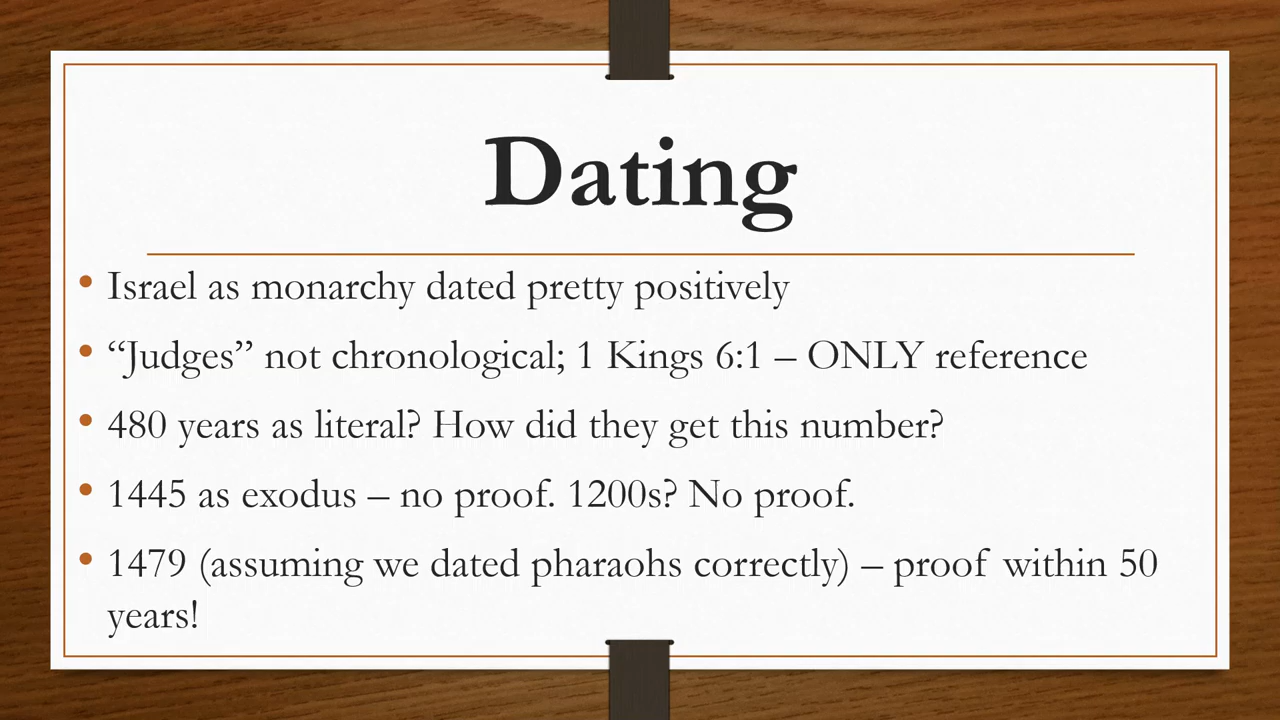 Dating
• Israel as monarchy dated pretty positively
• “Judges” not chronological; 1 Kings 6:1 – ONLY reference
• 480 years as literal? How did they get this number?
• 1445 as exodus – no proof. 1200s? No proof.
• 1479 (assuming we dated pharaohs correctly) – proof within 50
years!